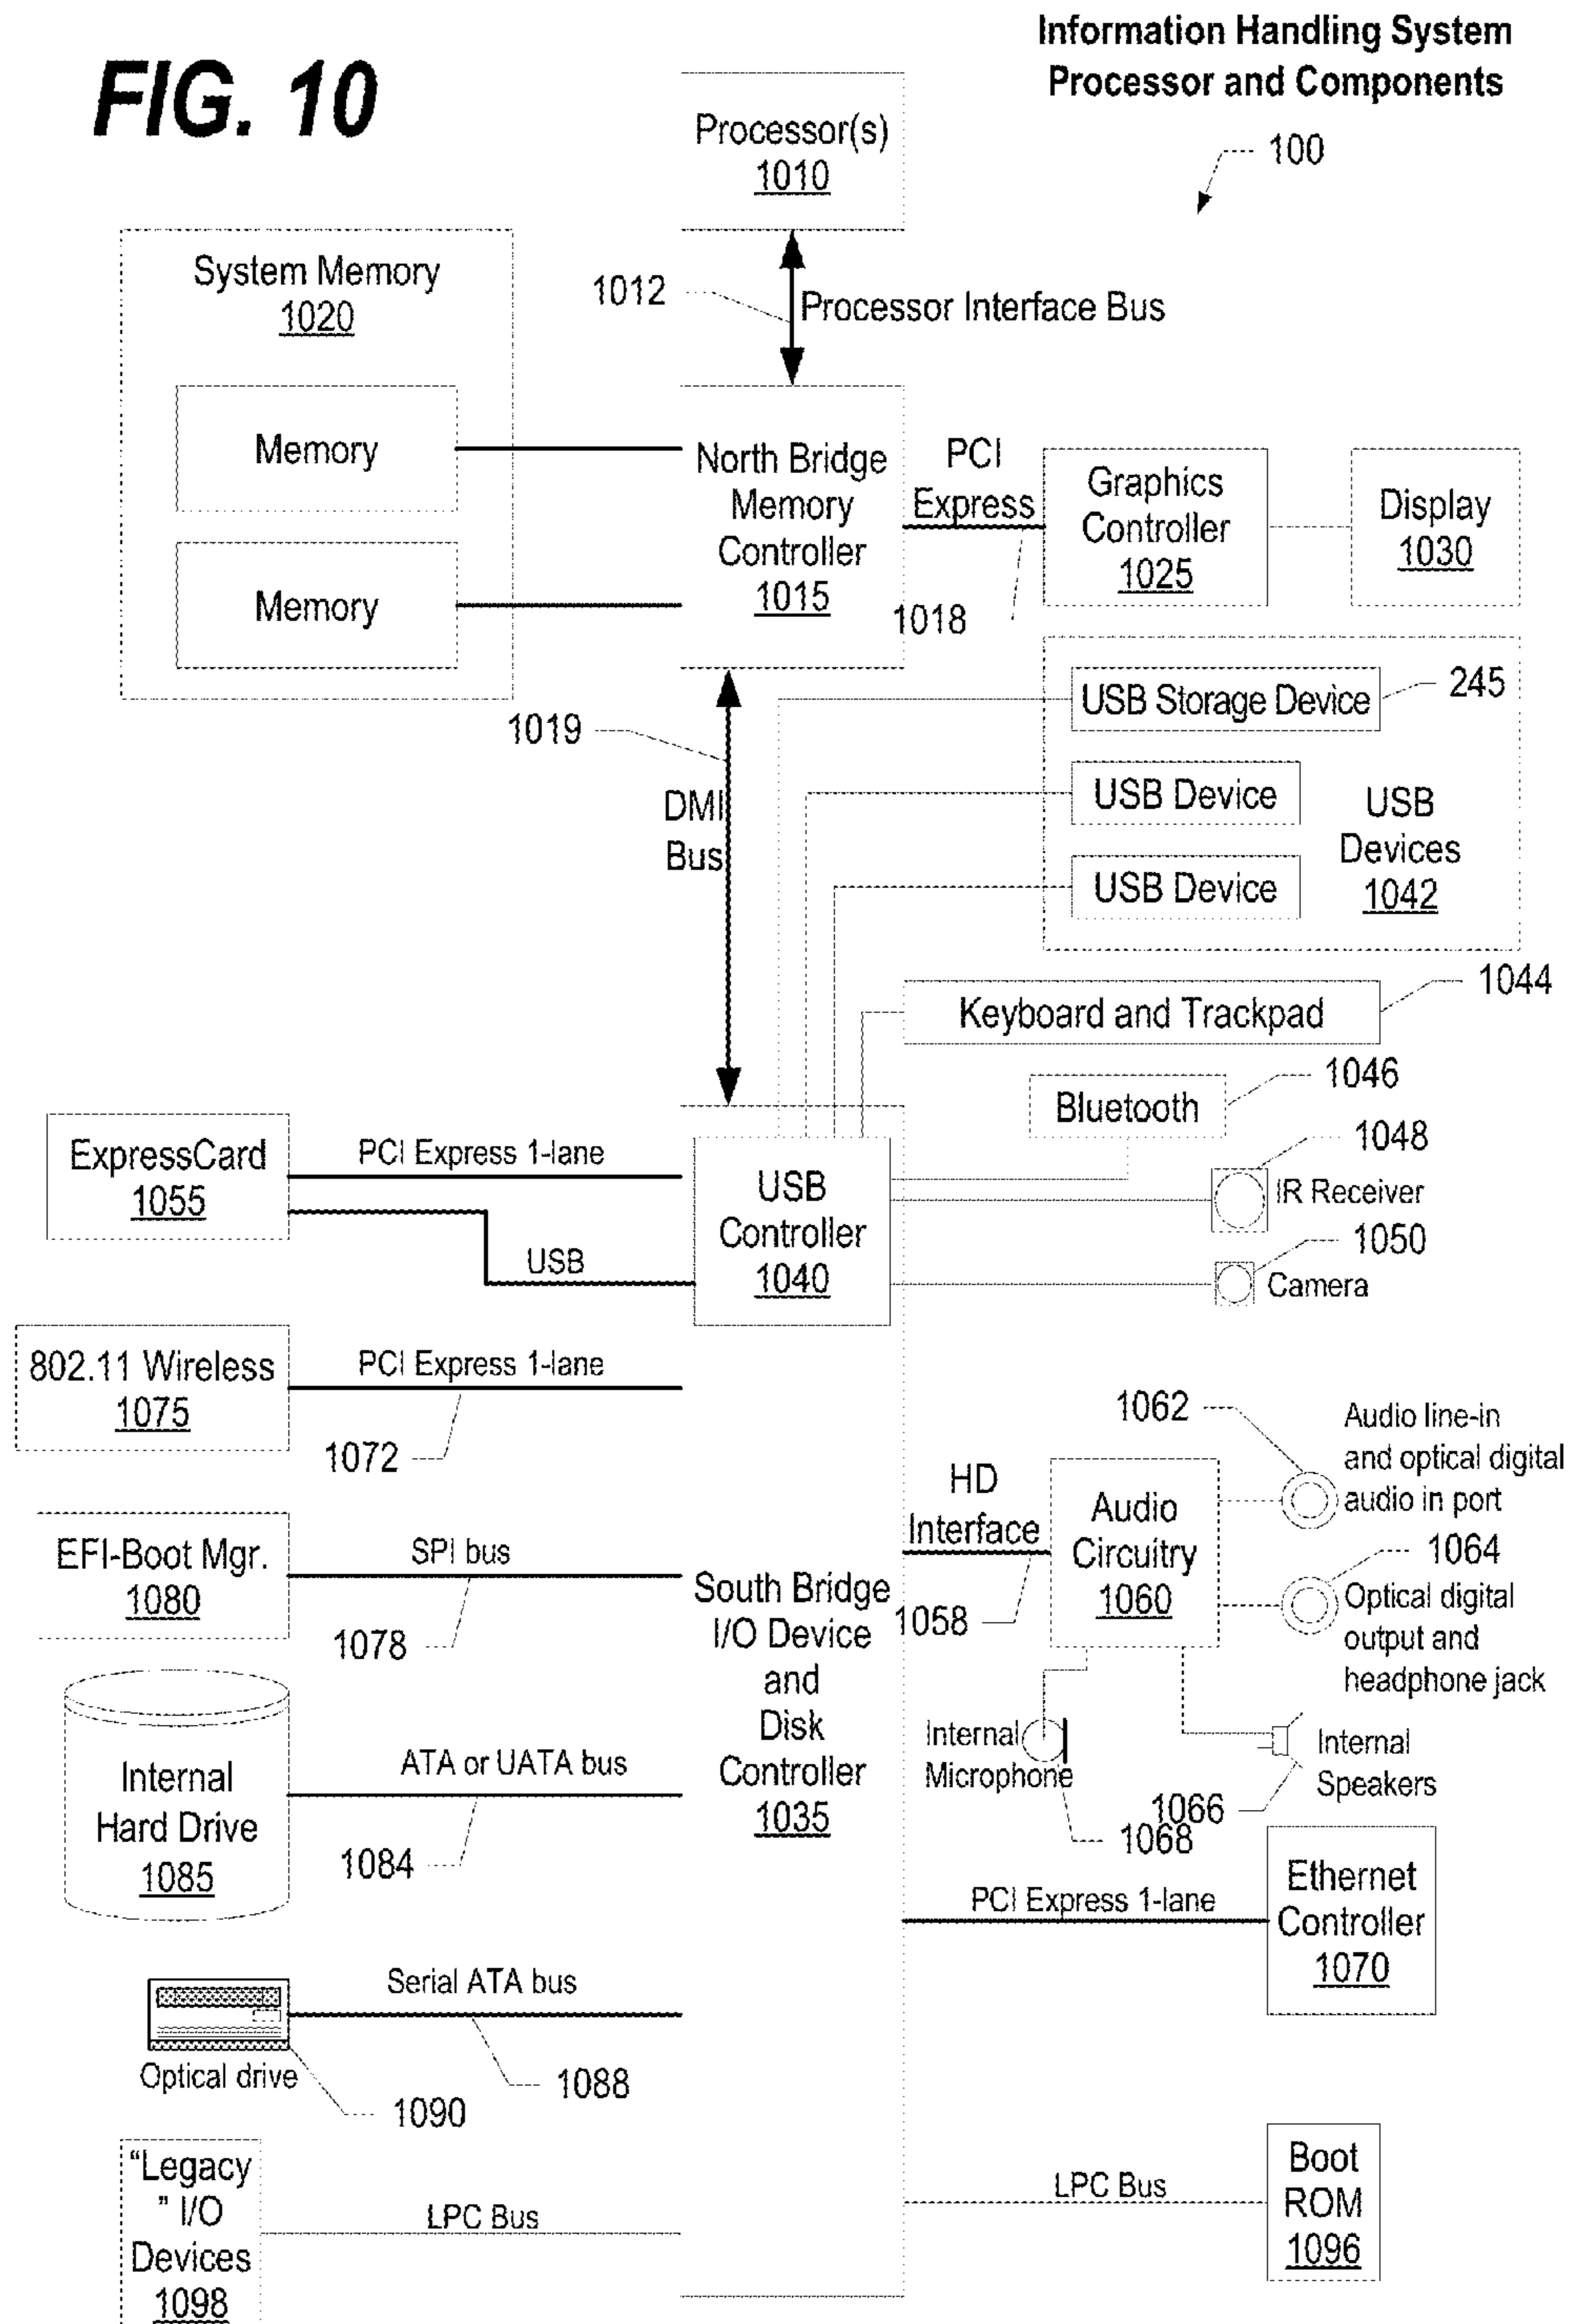 FIG. 10
Information Handling System
Processor and Components
100
Processor(s)
1010
System Memory
1020
1012
Processor Interface Bus
Memory
Memory
North Bridge
Memory
Controller
1015
PCI
Express
1018
Graphics
Controller
1025
Display
1030
1019
DMI
Bus
USB Storage Device
245
USB Device
USB Device
USB
Devices
1042
Keyboard and Trackpad
1044
Bluetooth
1046
1048
IR Receiver
1050
Camera
ExpressCard
1055
PCI Express 1-lane
USB
USB
Controller
1040
802.11 Wireless
1075
PCI Express 1-lane
1072
EFI-Boot Mgr.
1080
SPI bus
1078
South Bridge
I/O Device
and
Disk
Controller
1035
HD
Interface
1058
Audio
Circuitry
1060
1062
Audio line-in
and optical digital
audio in port
1064
Optical digital
output and
headphone jack
Internal
Microphone
1068
Internal
Speakers
1066
Internal
Hard Drive
1085
ATA or UATA bus
1084
PCI Express 1-lane
Ethernet
Controller
1070
Serial ATA bus
1088
Optical drive
1090
“Legacy
” I/O
Devices
1098
LPC Bus
LPC Bus
Boot
ROM
1096